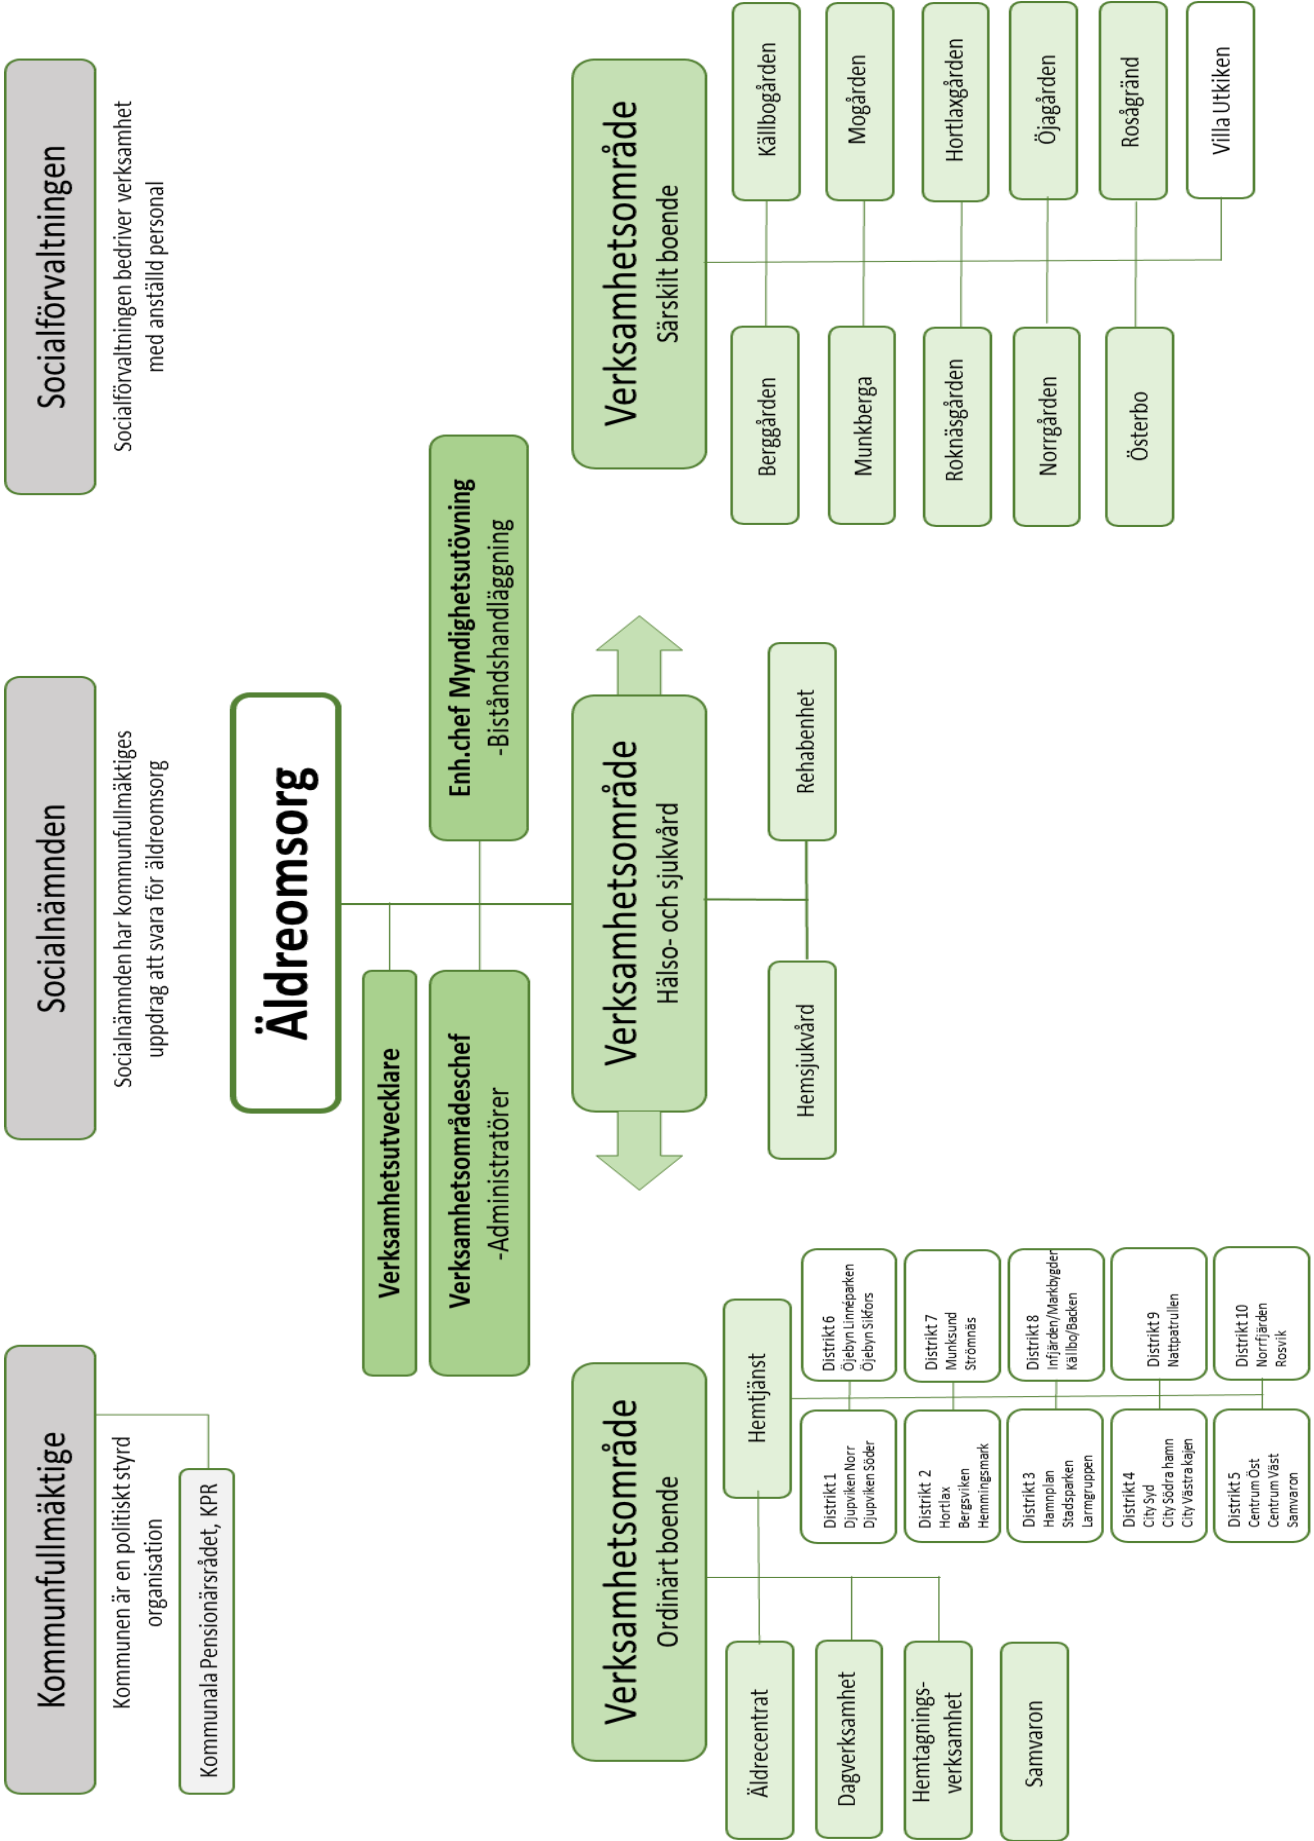 Kommunfullmäktige
Kommunen är en politiskt styrd
organisation
Kommunala Pensionärsrådet, KPR
Socialnämnden
Socialnämnden har kommunfullmäktiges
uppdrag att svara för äldreomsorg
Socialförvaltningen
Socialförvaltningen bedriver verksamhet
med anställd personal
Äldreomsorg
Verksamhetsutvecklare
Verksamhetsområdeschef
-Administratörer
Enh.chef Myndighetsutövning
-Biståndshandläggning
Verksamhetsområde
Ordinärt boende
Äldrecentrat
Dagverksamhet
Hemtagnings-
verksamhet
Samvaron
Hemtjänst
Distrikt 1
Djupviken Norr
Djupviken Söder
Distrikt 6
Öjebyn Linnéparken
Öjebyn Sikfors
Distrikt 2
Hortlax
Bergsviken
Hemmingsmark
Distrikt 7
Munksund
Strömnäs
Distrikt 3
Hamnplan
Stadsparken
Larmgruppen
Distrikt 8
Infjärden/Markbygden
Källbo/Backen
Distrikt 4
City Syd
City Södra hamn
City Västra kajen
Distrikt 9
Nattpatrullen
Distrikt 5
Centrum Öst
Centrum Väst
Samvaron
Distrikt 10
Norrfjärden
Rosvik
Verksamhetsområde
Hälso- och sjukvård
Hemsjukvård
Rehabenhet
Verksamhetsområde
Särskilt boende
Berggården
Källbogården
Munkberga
Mogården
Roknäsgården
Hortlaxgården
Norrgården
Öjagården
Österbo
Rosågränd
Villa Utkiken